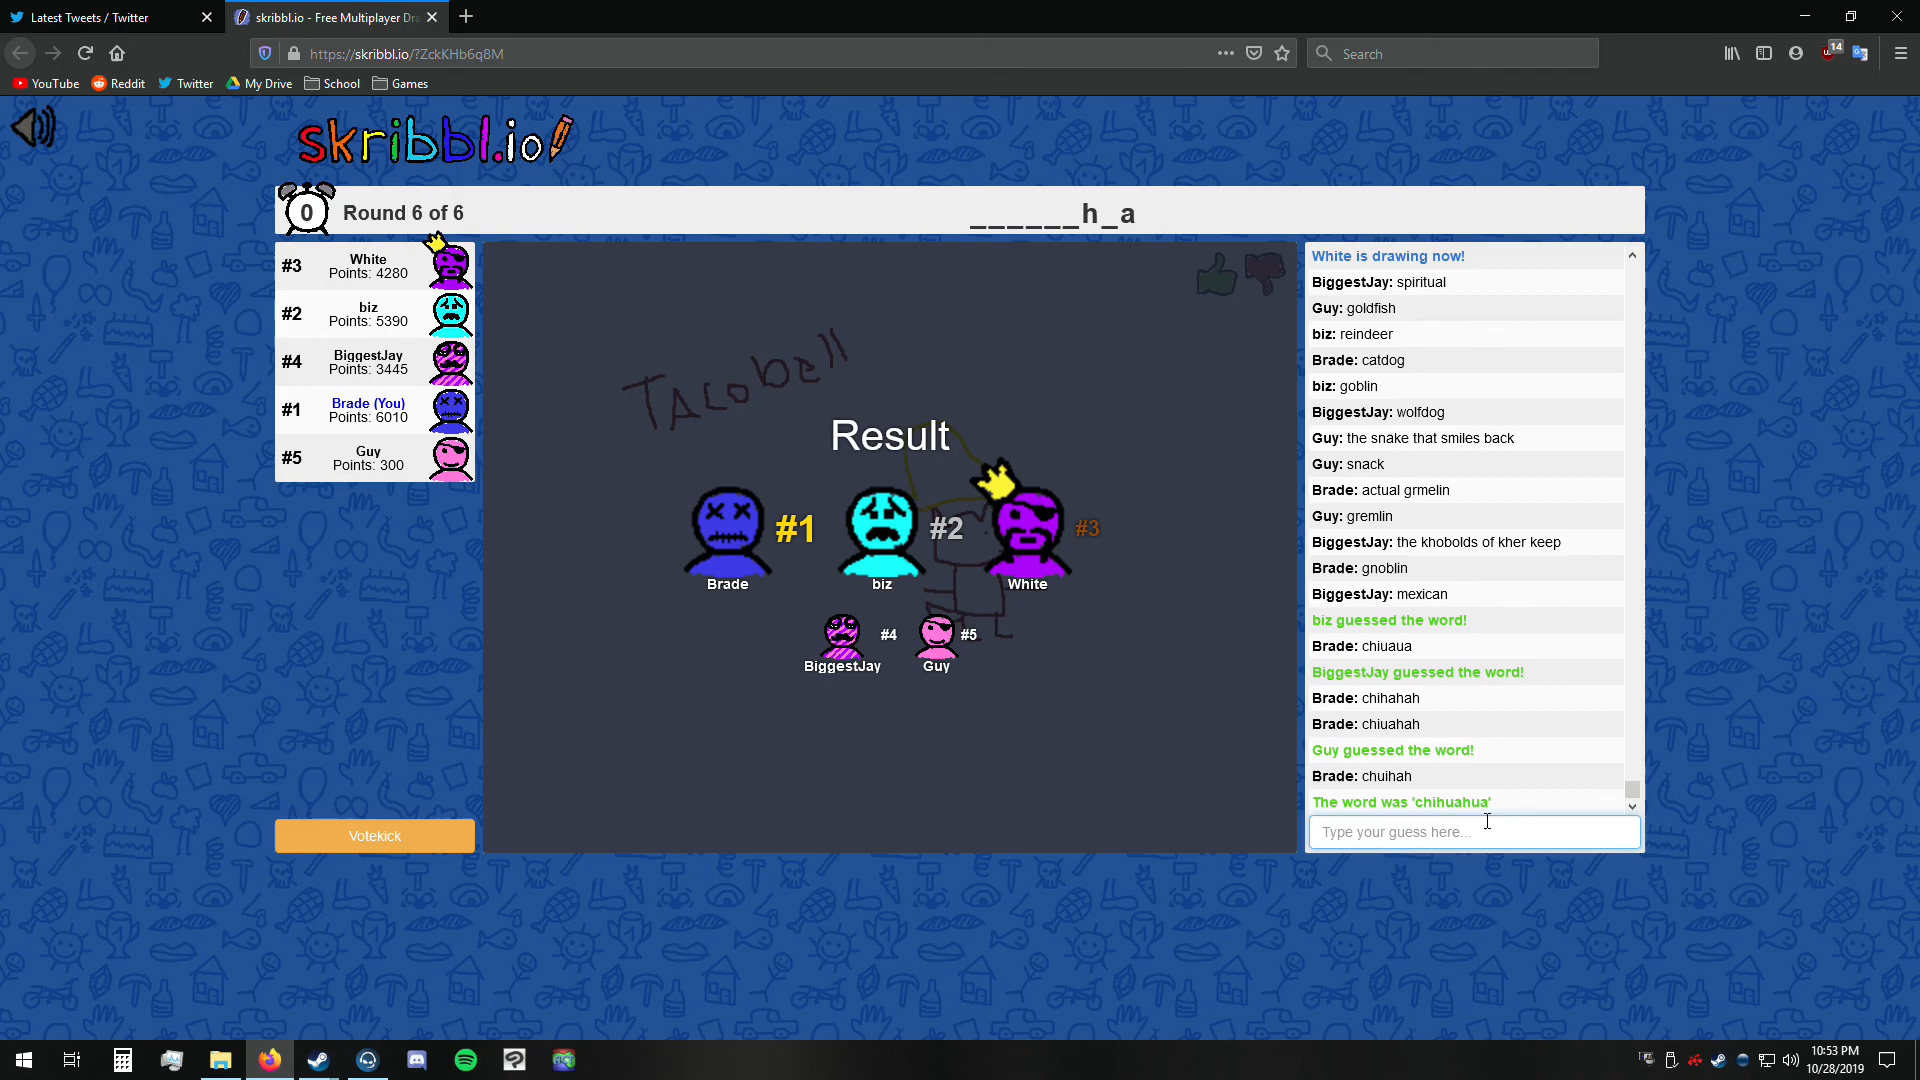 Latest Tweets / Twitter
skribbl.io - Free Multiplayer Dra
https://skribbl.io/?ZckKHb6q8M
Search
14
YouTube
Reddit
Twitter
My Drive
School
Games
skribbl.io
0
Round 6 of 6
______h_a
#3
White
Points: 4280
#2
biz
Points: 5390
#4
BiggestJay
Points: 3445
#1
Brade (You)
Points: 6010
#5
Guy
Points: 300
Votekick
Tacobell
Result
#1
#2
#3
Brade
biz
White
#4
#5
BiggestJay
Guy
White is drawing now!
BiggestJay: spiritual
Guy: goldfish
biz: reindeer
Brade: catdog
biz: goblin
BiggestJay: wolfdog
Guy: the snake that smiles back
Guy: snack
Brade: actual grmelin
Guy: gremlin
BiggestJay: the khobolds of kher keep
Brade: gnoblin
BiggestJay: mexican
biz guessed the word!
Brade: chiuaua
BiggestJay guessed the word!
Brade: chihahah
Brade: chiuahah
Guy guessed the word!
Brade: chuihah
The word was 'chihuahua'
Type your guess here...
10:53 PM
10/28/2019